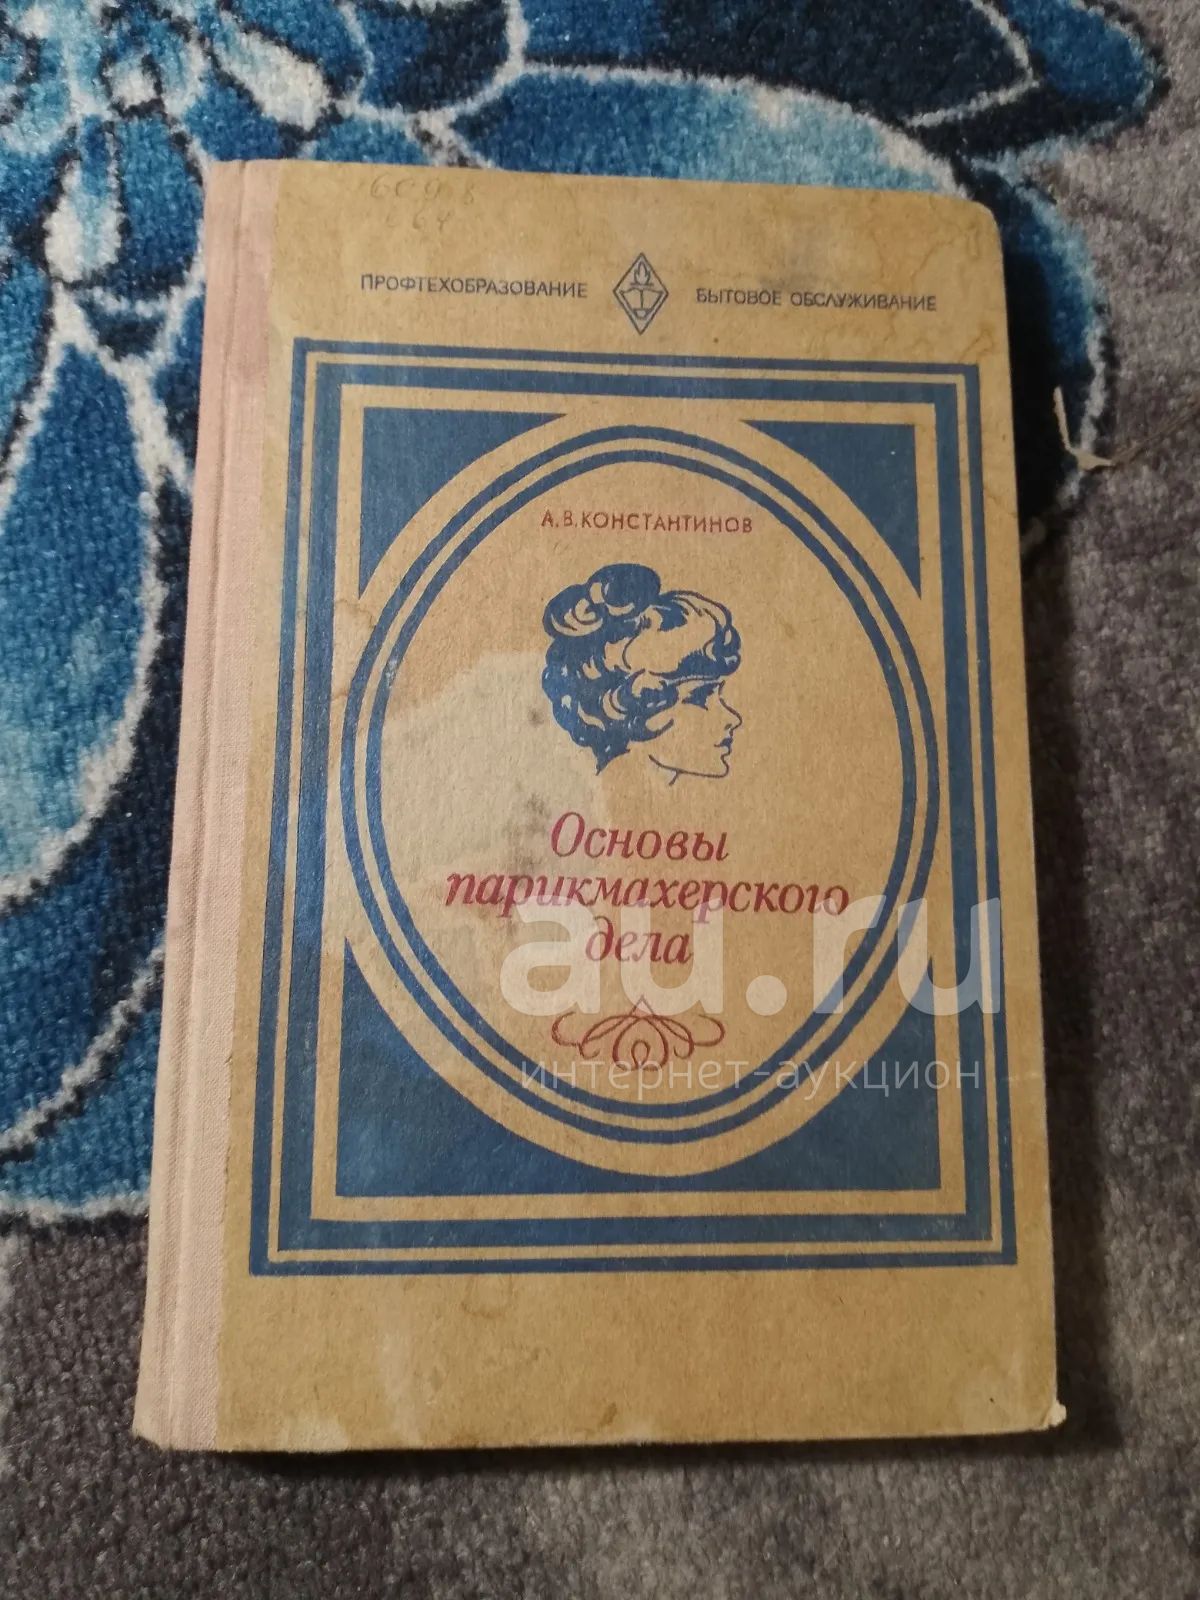 ПРОФТЕХОБРАЗОВАНИЕ БЫТОВОЕ ОБСЛУЖИВАНИЕ
А.В.КОНСТАНТИНОВ
Основы
парикмахерского
дела
au.ru
интернет-аукцион